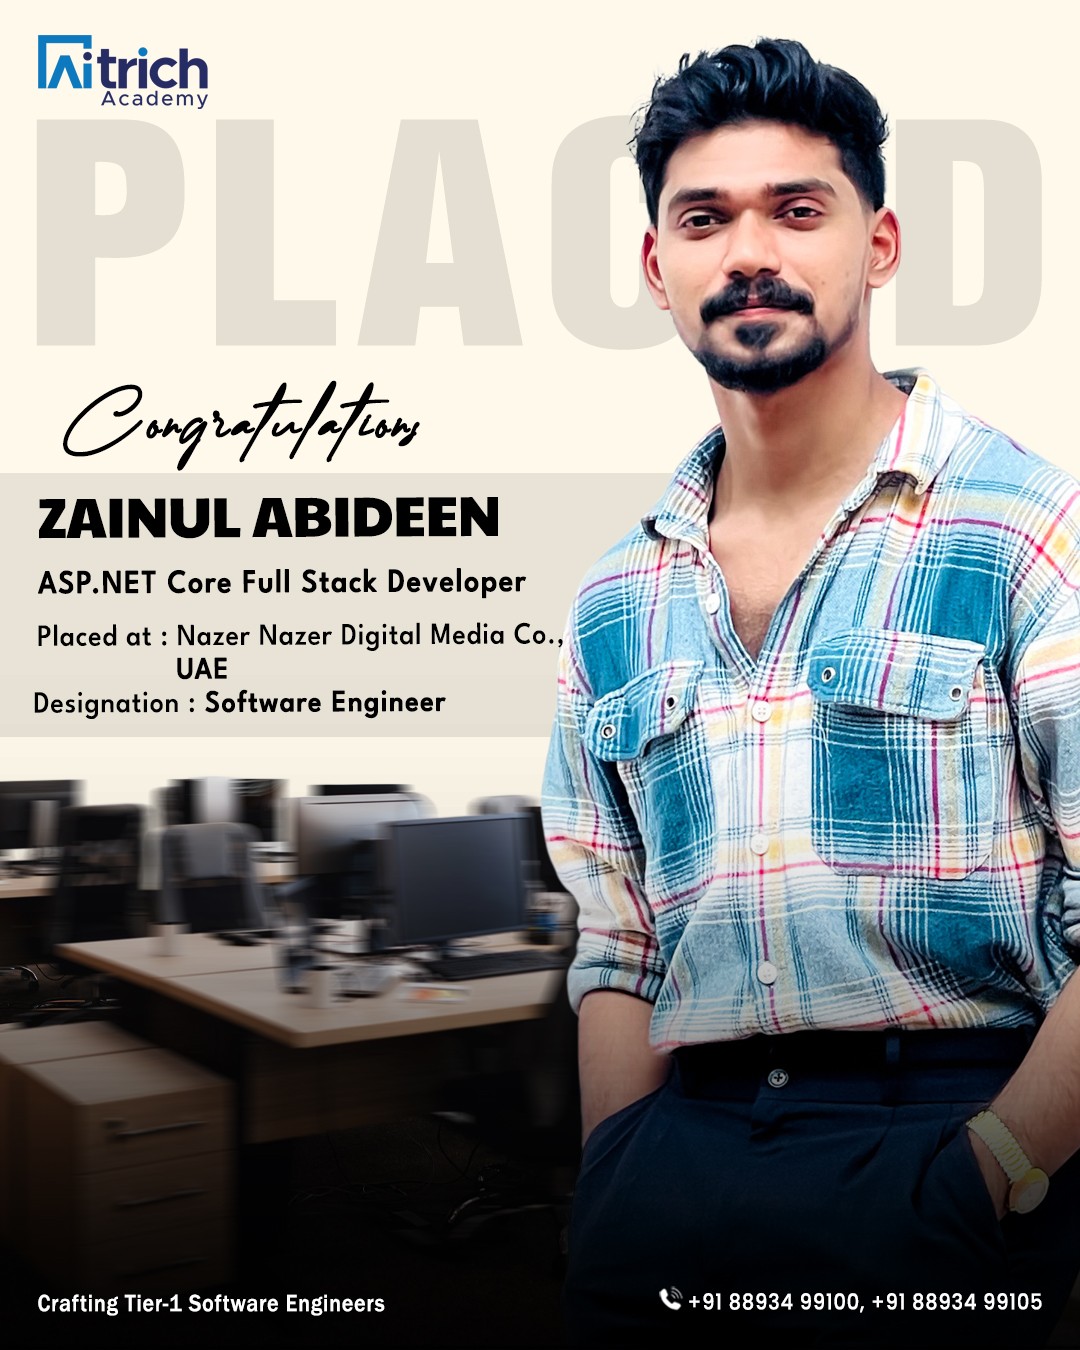 Aitrich
Academy
PLACED
Congratulations
ZAINUL ABIDEEN
ASP.NET Core Full Stack Developer
Placed at : Nazer Nazer Digital Media Co.,
UAE
Designation : Software Engineer
Crafting Tier-1 Software Engineers
+91 88934 99100, +91 88934 99105